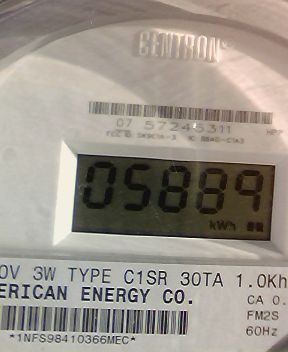 CENTRON®
07 57245311
05889
kWh
0V 3W TYPE C1SR 30TA 1.0Kh
ERICAN ENERGY CO.
CA 0.
FM2S
60Hz
*1NFS98410366MEC*